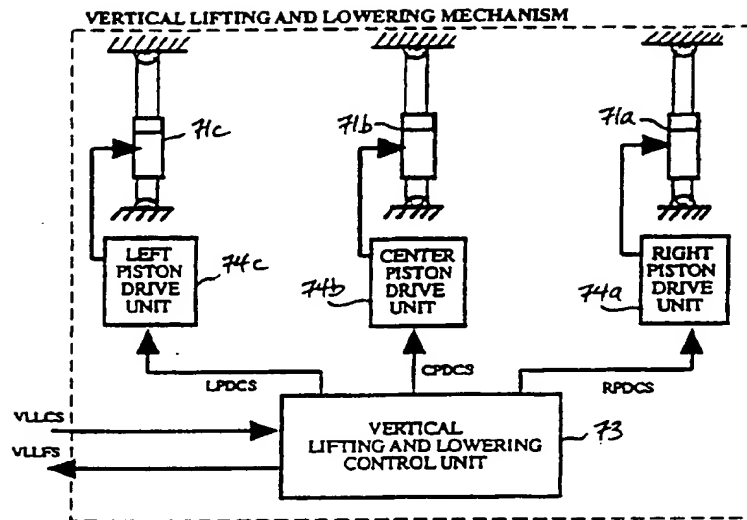 VERTICAL LIFTING AND LOWERING MECHANISM
71c
71b
71a
LEFT
PISTON
DRIVE
UNIT
74c
CENTER
PISTON
DRIVE
UNIT
74b
RIGHT
PISTON
DRIVE
UNIT
74a
LPDCS
CPDCS
RPDCS
VLLCS
VLLFS
VERTICAL
LIFTING AND LOWERING
CONTROL UNIT
73